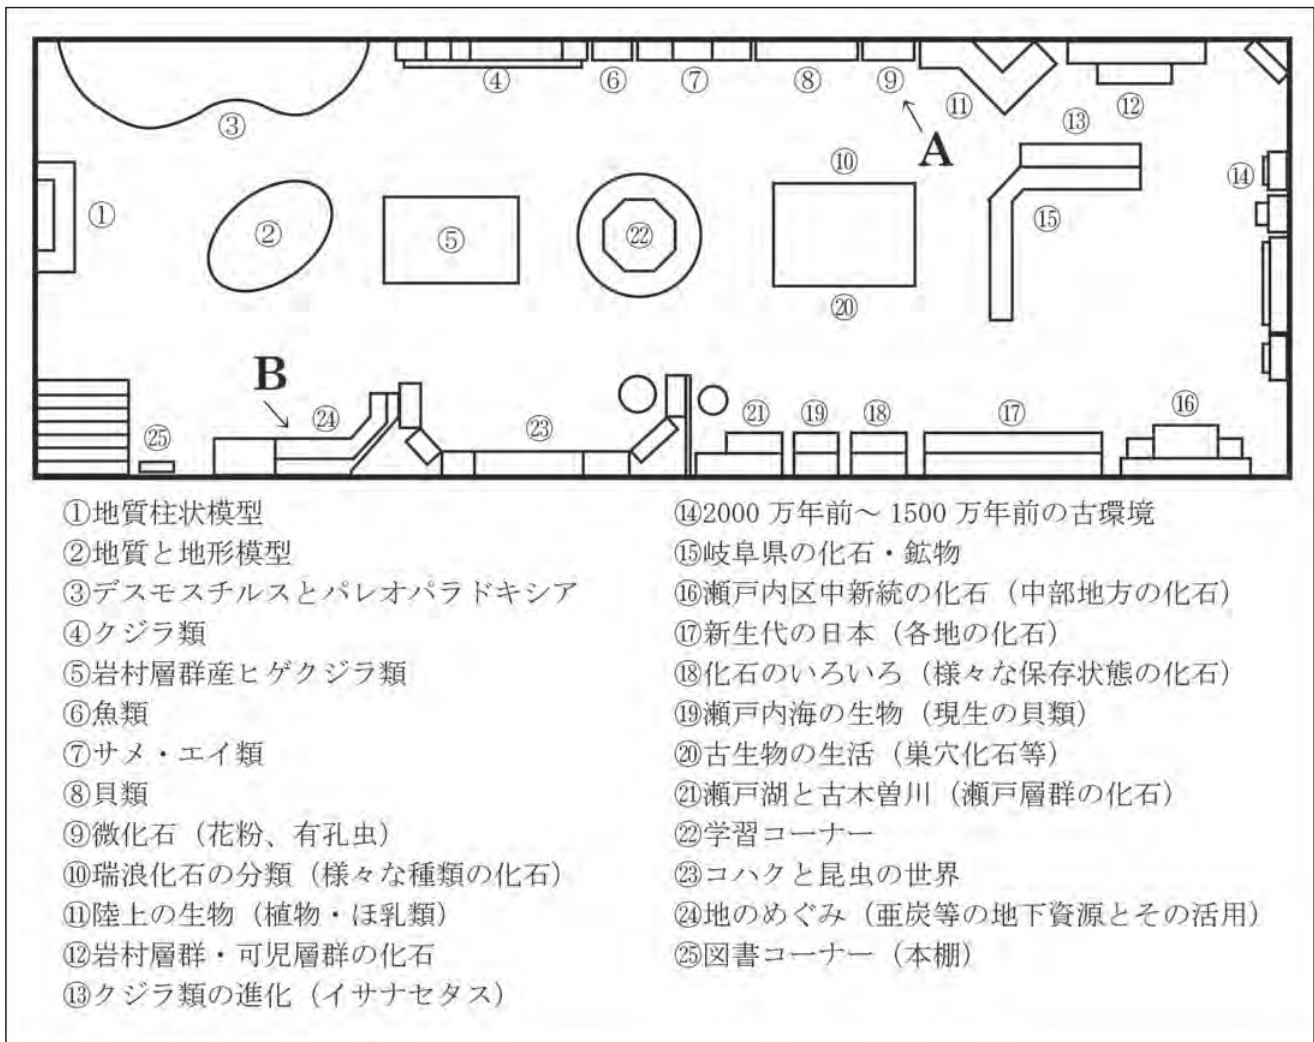 ④
⑥
⑦
⑧
⑨
⑪
⑫
③
A
⑬
⑩
⑭
①
②
⑤
㉒
⑮
⑳
B
㉔
㉕
㉓
㉑
⑲
⑱
⑰
⑯
①地質柱状模型
②地質と地形模型
③デスモスチルスとパレオパラドキシア
④クジラ類
⑤岩村層群産ヒゲクジラ類
⑥魚類
⑦サメ・エイ類
⑧貝類
⑨微化石（花粉、有孔虫）
⑩瑞浪化石の分類（様々な種類の化石）
⑪陸上の生物（植物・ほ乳類）
⑫岩村層群・可児層群の化石
⑬クジラ類の進化（イサナセタス）
⑭2000 万年前～ 1500 万年前の古環境
⑮岐阜県の化石・鉱物
⑯瀬戸内区中新統の化石（中部地方の化石）
⑰新生代の日本（各地の化石）
⑱化石のいろいろ（様々な保存状態の化石）
⑲瀬戸内海の生物（現生の貝類）
⑳古生物の生活（巣穴化石等）
㉑瀬戸湖と古木曽川（瀬戸層群の化石）
㉒学習コーナー
㉓コハクと昆虫の世界
㉔地のめぐみ（亜炭等の地下資源とその活用）
㉕図書コーナー（本棚）